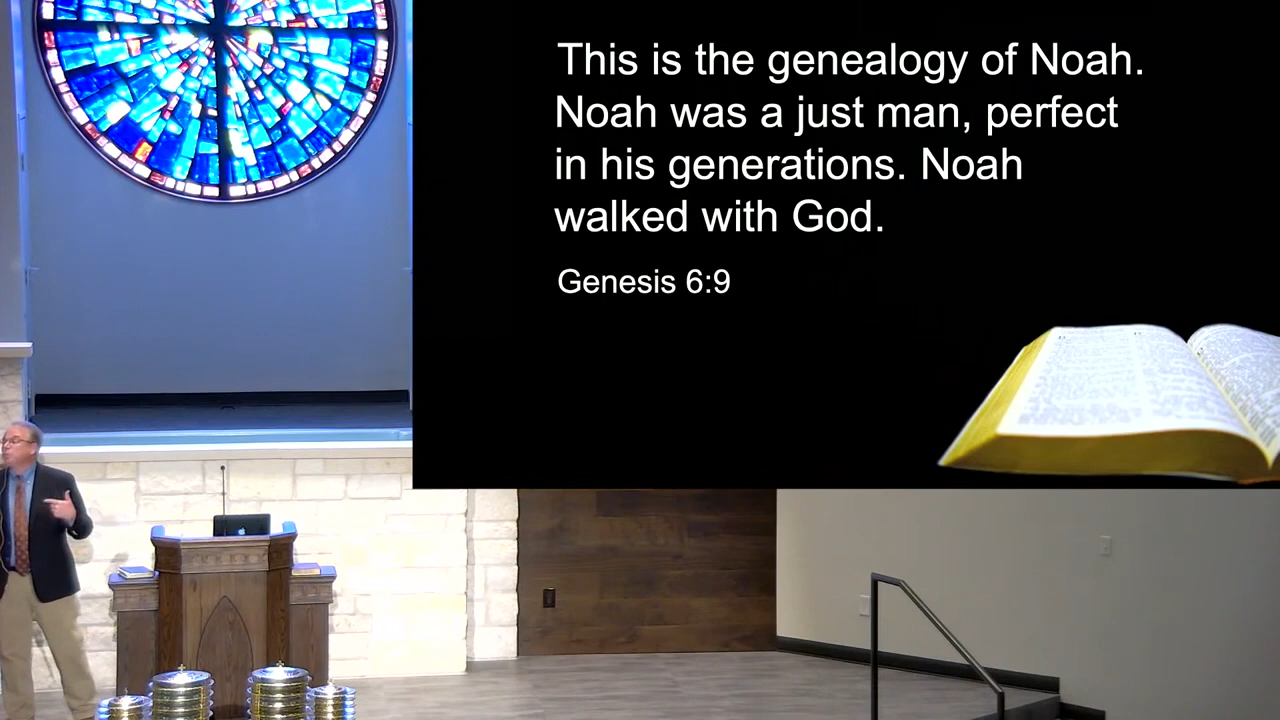 This is the genealogy of Noah.
Noah was a just man, perfect
in his generations. Noah
walked with God.
Genesis 6:9